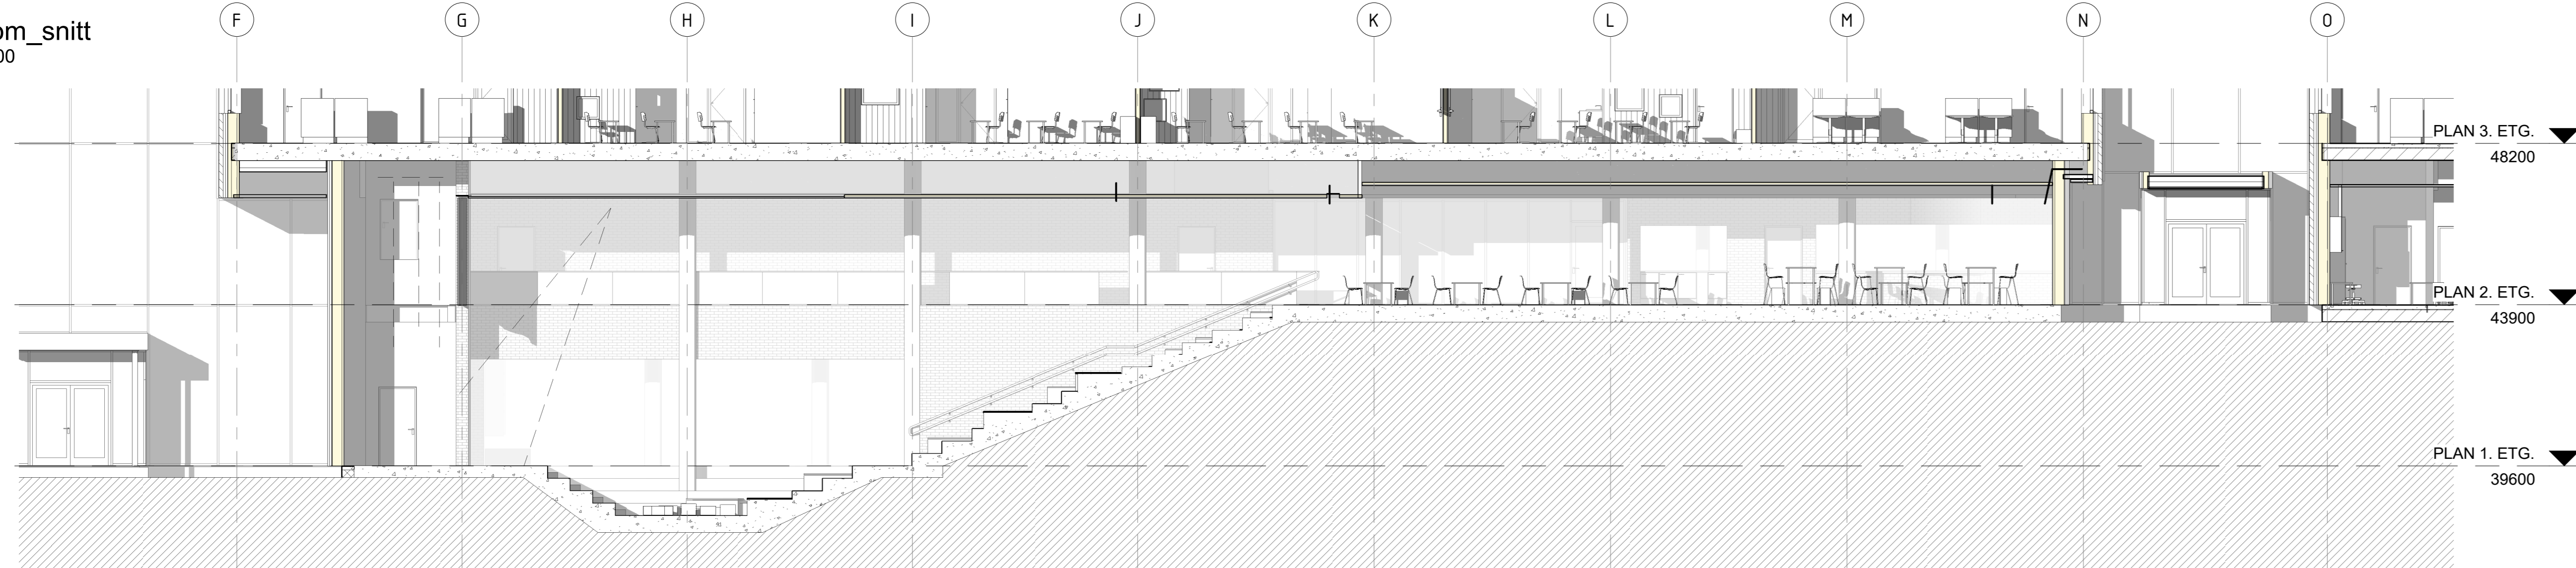 F G H I J K L M N O
om_snitt
00
PLAN 3. ETG.
48200
PLAN 2. ETG.
43900
PLAN 1. ETG.
39600